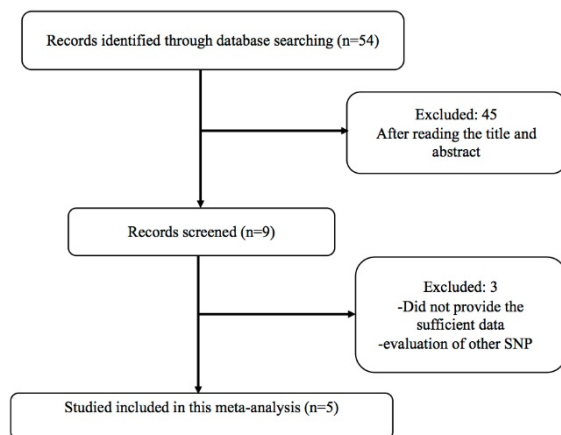 Records identified through database searching (n=54)
Excluded: 45
After reading the title and
abstract
Records screened (n=9)
Excluded: 3
-Did not provide the
sufficient data
-evaluation of other SNP
Studied included in this meta-analysis (n=5)